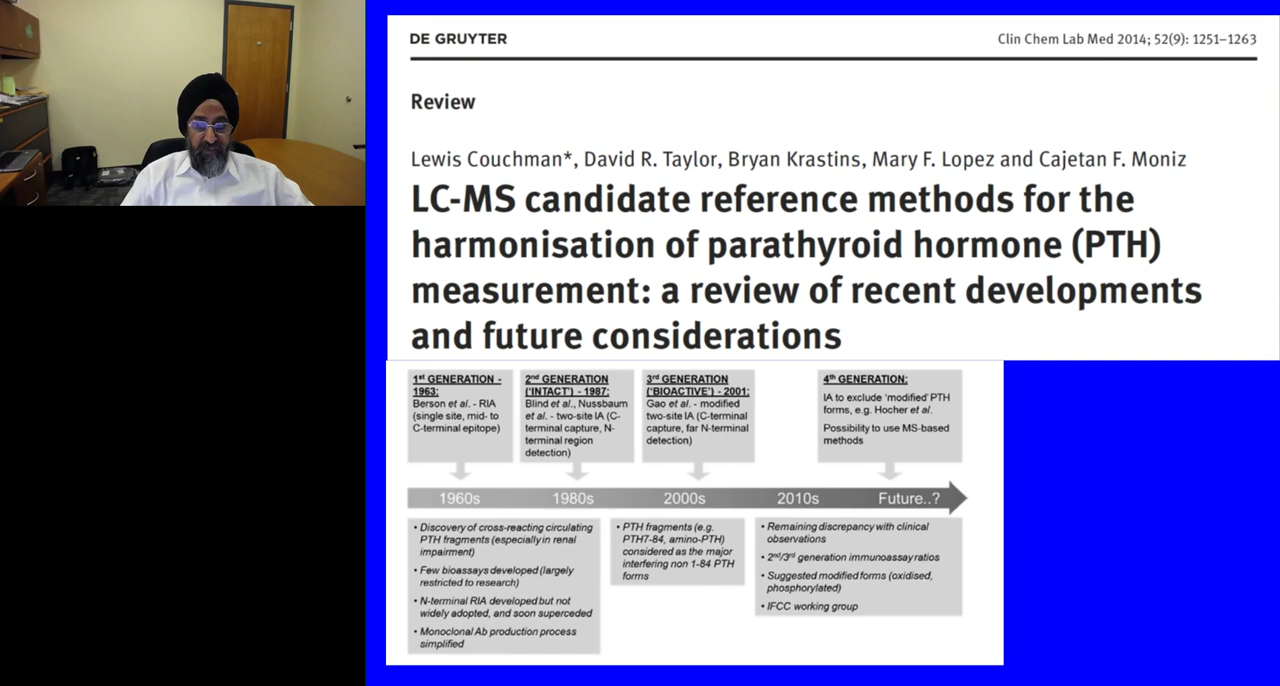 DE GRUYTER
Clin Chem Lab Med 2014; 52(9): 1251–1263
Review
Lewis Couchman*, David R. Taylor, Bryan Krastins, Mary F. Lopez and Cajetan F. Moniz
LC-MS candidate reference methods for the
harmonisation of parathyroid hormone (PTH)
measurement: a review of recent developments
and future considerations
1st GENERATION -
1963:
Berson et al. - RIA
(single site, mid- to
C-terminal epitope)
2nd GENERATION
('INTACT') - 1987:
Blind et al., Nussbaum
et al. - two-site IA (C-
terminal capture, N-
terminal region
detection)
3rd GENERATION
('BIOACTIVE') - 2001:
Gao et al. - modified
two-site IA (C-terminal
capture, far N-terminal
detection)
4th GENERATION:
IA to exclude 'modified' PTH
forms, e.g. Hocher et al.
Possibility to use MS-based
methods
1960s
1980s
2000s
2010s
Future..?
• Discovery of cross-reacting circulating
PTH fragments (especially in renal
impairment)
• Few bioassays developed (largely
restricted to research)
• N-terminal RIA developed but not
widely adopted, and soon superceded
• Monoclonal Ab production process
simplified
• PTH fragments (e.g.
PTH7-84, amino-PTH)
considered as the major
interfering non 1-84 PTH
forms
• Remaining discrepancy with clinical
observations
• 2nd/3rd generation immunoassay ratios
• Suggested modified forms (oxidised,
phosphorylated)
• IFCC working group